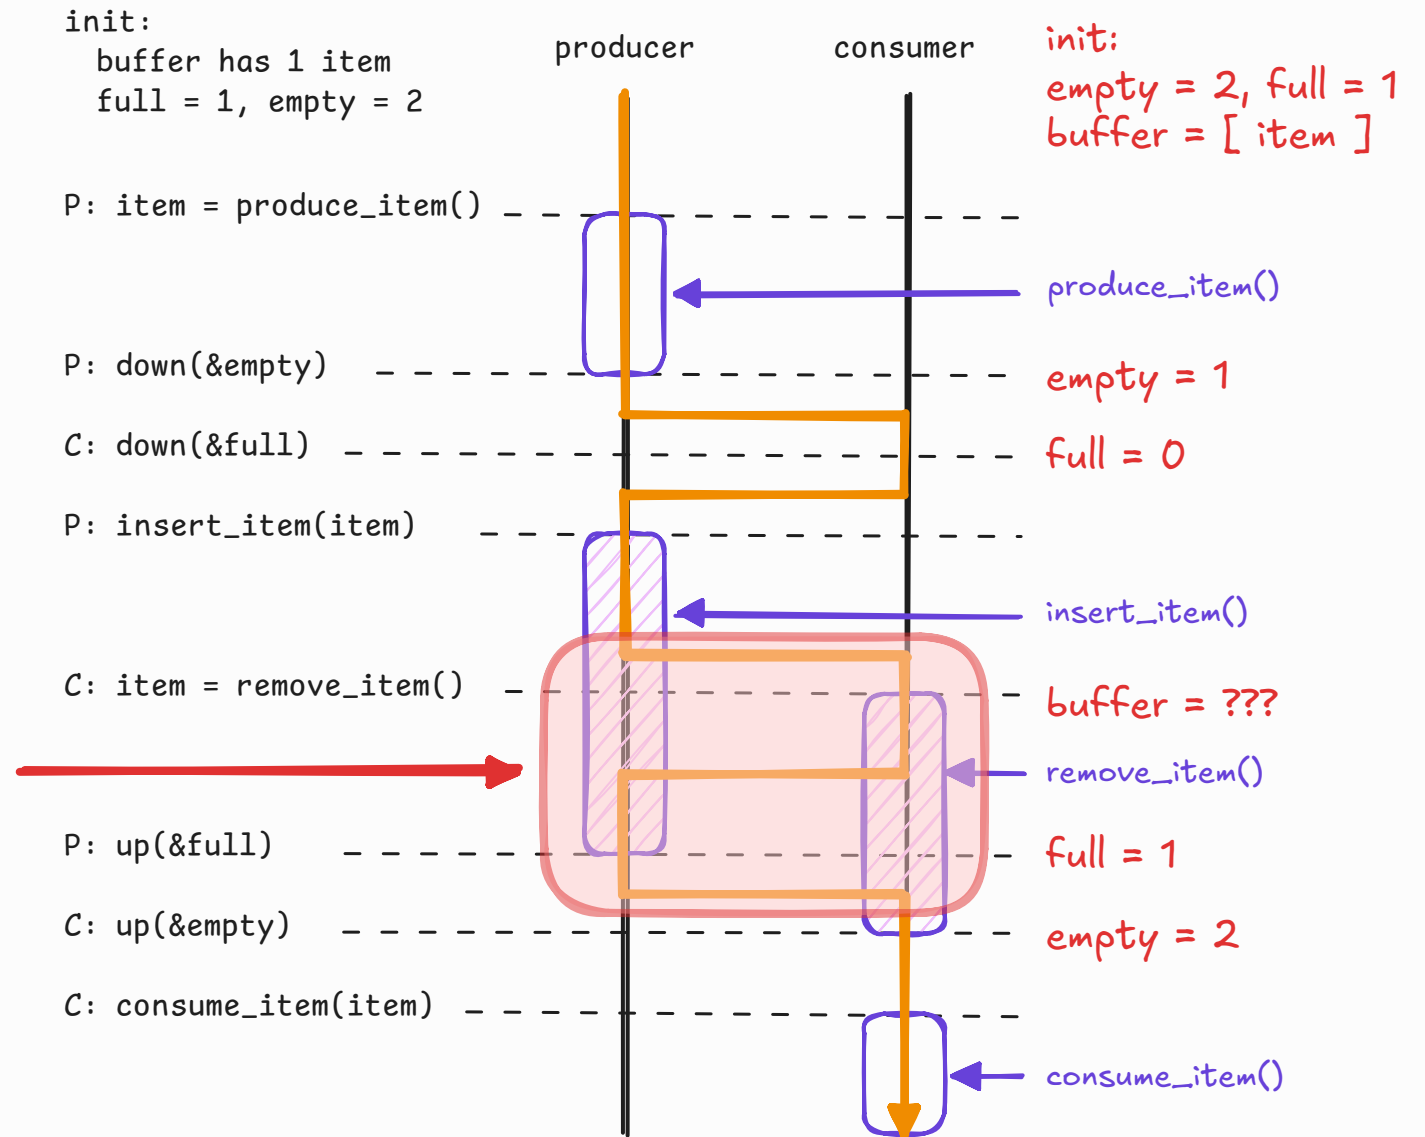 init:
buffer has 1 item
full = 1, empty = 2
producer
consumer
init:
empty = 2, full = 1
buffer = [ item ]
P: item = produce_item()
produce_item()
P: down(&empty)
empty = 1
C: down(&full)
full = 0
P: insert_item(item)
insert_item()
C: item = remove_item()
buffer = ???
remove_item()
P: up(&full)
full = 1
C: up(&empty)
empty = 2
C: consume_item(item)
consume_item()